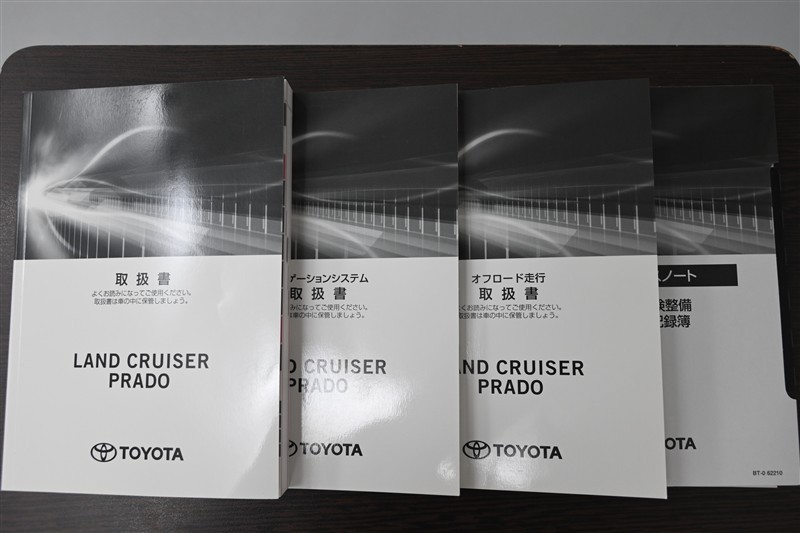 取扱書
よくお読みになってご使用ください。
取扱書は車の中に保管しましょう。
LAND CRUISER
PRADO
TOYOTA
ゲーションシステム
取扱書
お読みになってご使用ください。
書は車の中に保管しましょう。
D CRUISER
PRADO
TOYOTA
オフロード走行
取扱書
よくお読みになってご使用ください。
扱書は車の中に保管しましょう。
AND CRUISER
PRADO
TOYOTA
スノート
検整備
記録簿
OTA
BT-0 62210